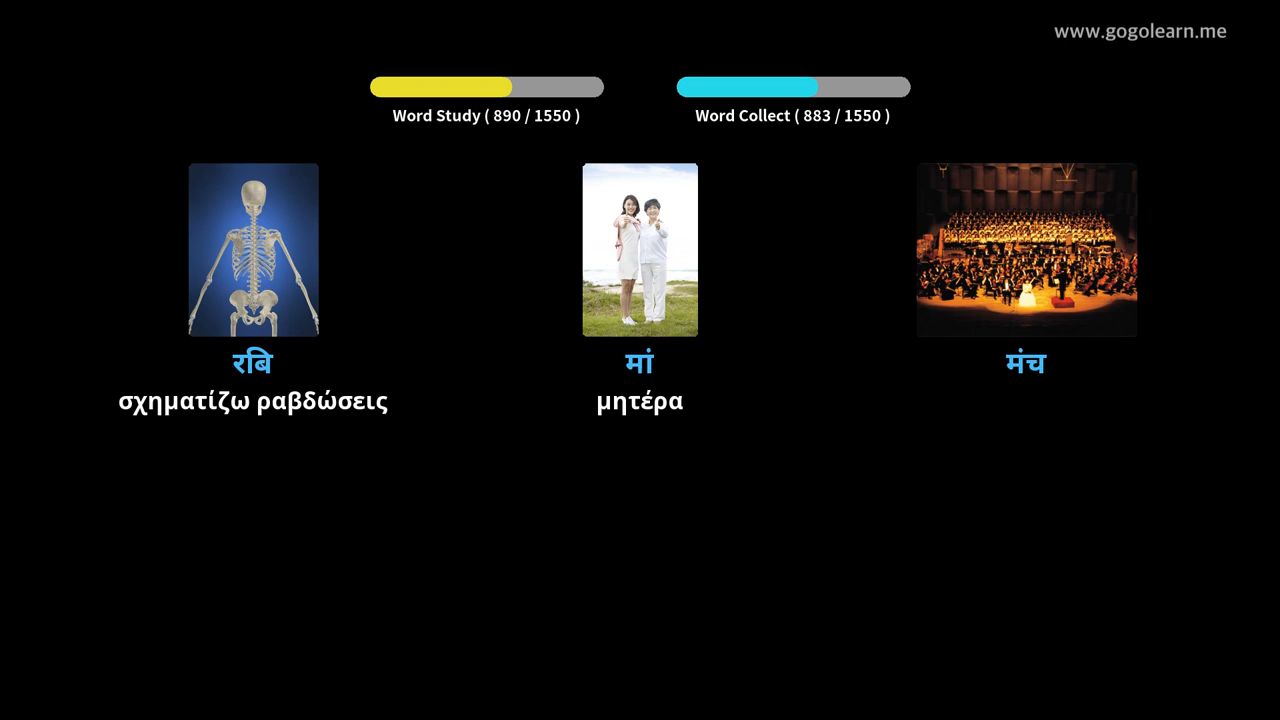 www.gogolearn.me
Word Study ( 890 / 1550 )
Word Collect ( 883 / 1550 )
रबि
मां
मंच
σχηματίζω ραβδώσεις
μητέρα